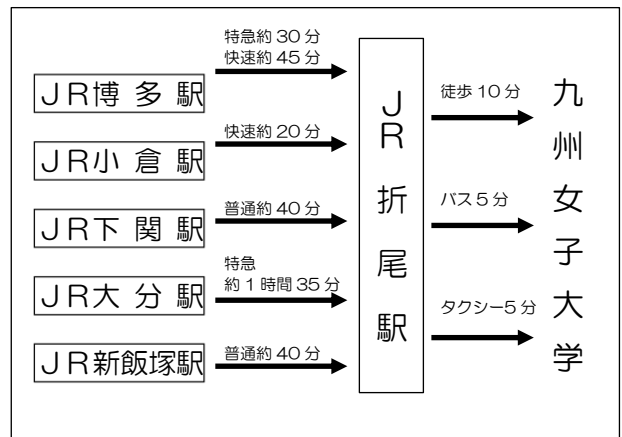 特急約30分
快速約45分
JR博多駅
快速約20分
JR小倉駅
普通約40分
JR下関駅
特急
約1時間35分
JR大分駅
普通約40分
JR新飯塚駅
JR折尾駅
徒歩10分
バス5分
タクシー5分
九州女子大学